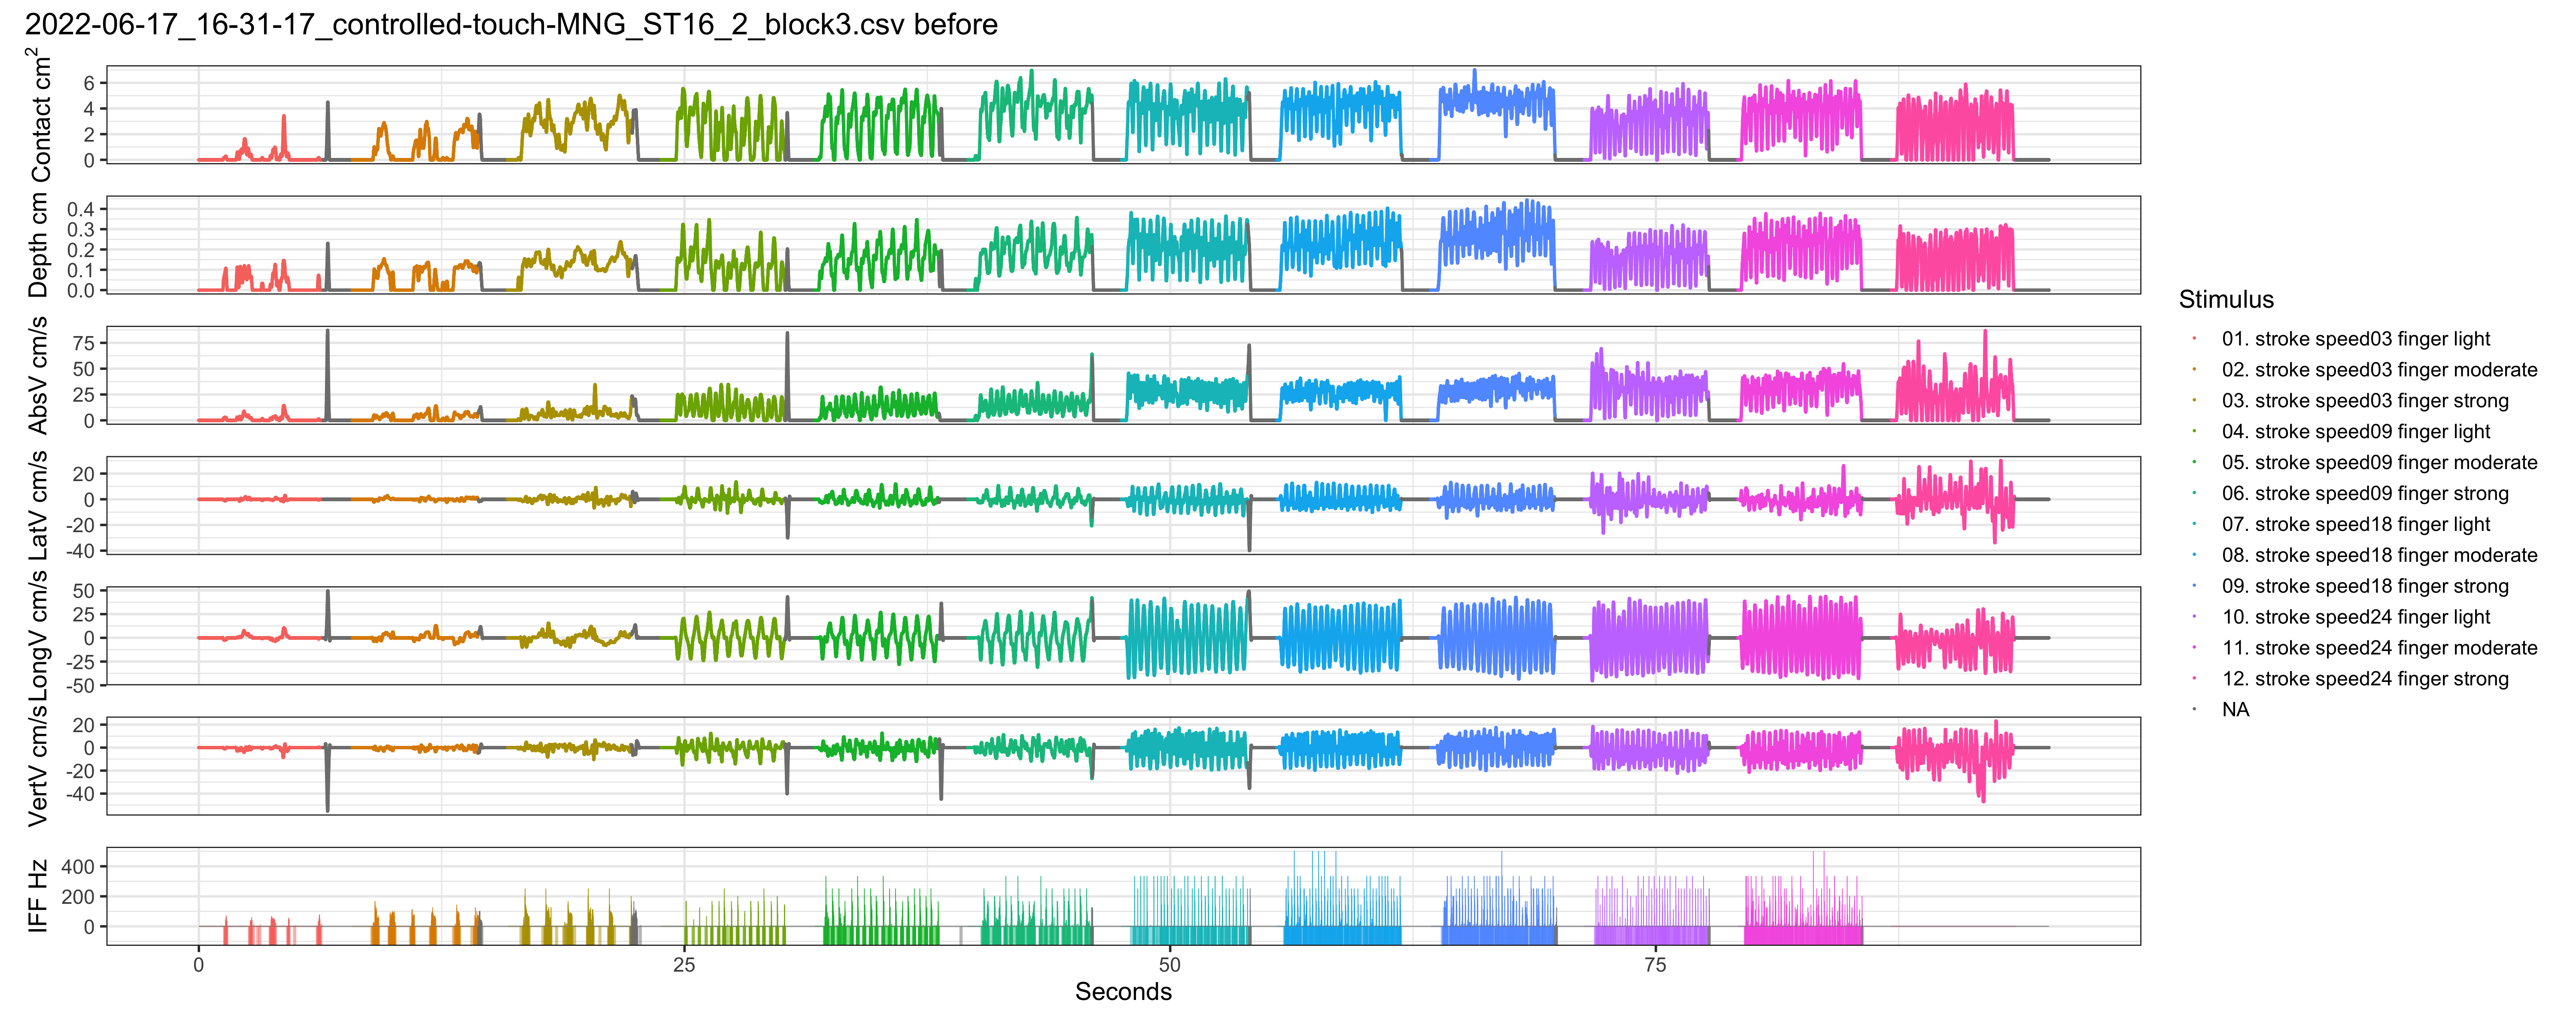 2022-06-17_16-31-17_controlled-touch-MNG_ST16_2_block3.csv before
Contact cm²
6
4
2
0
Depth cm
0.4
0.3
0.2
0.1
0.0
AbsV cm/s
75
50
25
0
LatV cm/s
20
0
-20
-40
LongV cm/s
50
25
0
-25
-50
VertV cm/s
20
0
-20
-40
IFF Hz
400
200
0
0 25 50 75
Seconds
Stimulus
01. stroke speed03 finger light
02. stroke speed03 finger moderate
03. stroke speed03 finger strong
04. stroke speed09 finger light
05. stroke speed09 finger moderate
06. stroke speed09 finger strong
07. stroke speed18 finger light
08. stroke speed18 finger moderate
09. stroke speed18 finger strong
10. stroke speed24 finger light
11. stroke speed24 finger moderate
12. stroke speed24 finger strong
NA